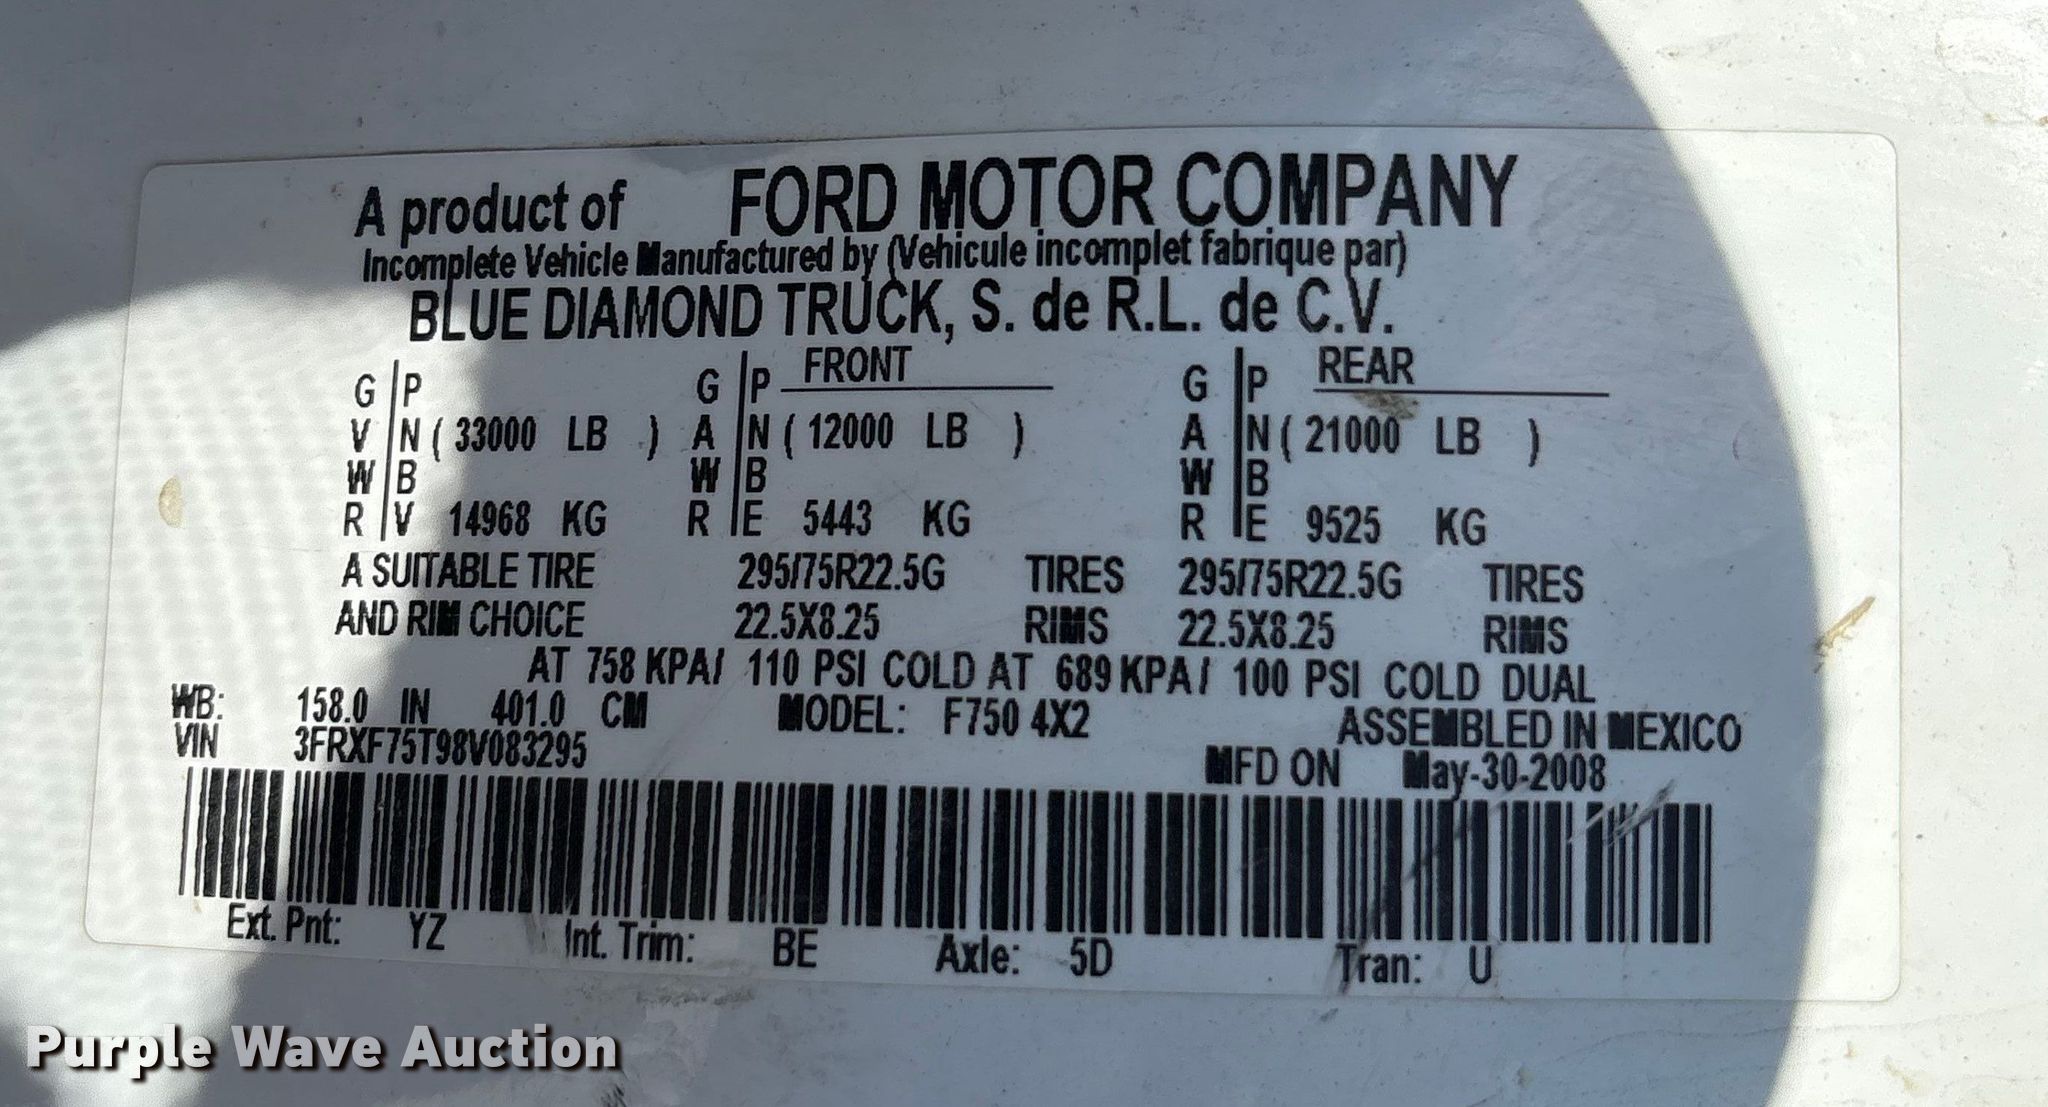 A product of FORD MOTOR COMPANY
Incomplete Vehicle Manufactured by (Vehicule incomplet fabrique par)
BLUE DIAMOND TRUCK, S. de R.L. de C.V.
G P G P FRONT G P REAR
V N ( 33000 LB ) A N ( 12000 LB ) A N ( 21000 LB )
W B W B W B
R V 14968 KG R E 5443 KG R E 9525 KG
A SUITABLE TIRE 295/75R22.5G TIRES 295/75R22.5G TIRES
AND RIM CHOICE 22.5X8.25 RIMS 22.5X8.25 RIMS
AT 758 KPA/ 110 PSI COLD AT 689 KPA/ 100 PSI COLD DUAL
WB: 158.0 IN 401.0 CM MODEL: F750 4X2 ASSEMBLED IN MEXICO
VIN 3FRXF75T98V083295 MFD ON May-30-2008
Ext. Pnt: YZ Int. Trim: BE Axle: 5D Tran: U
Purple Wave Auction